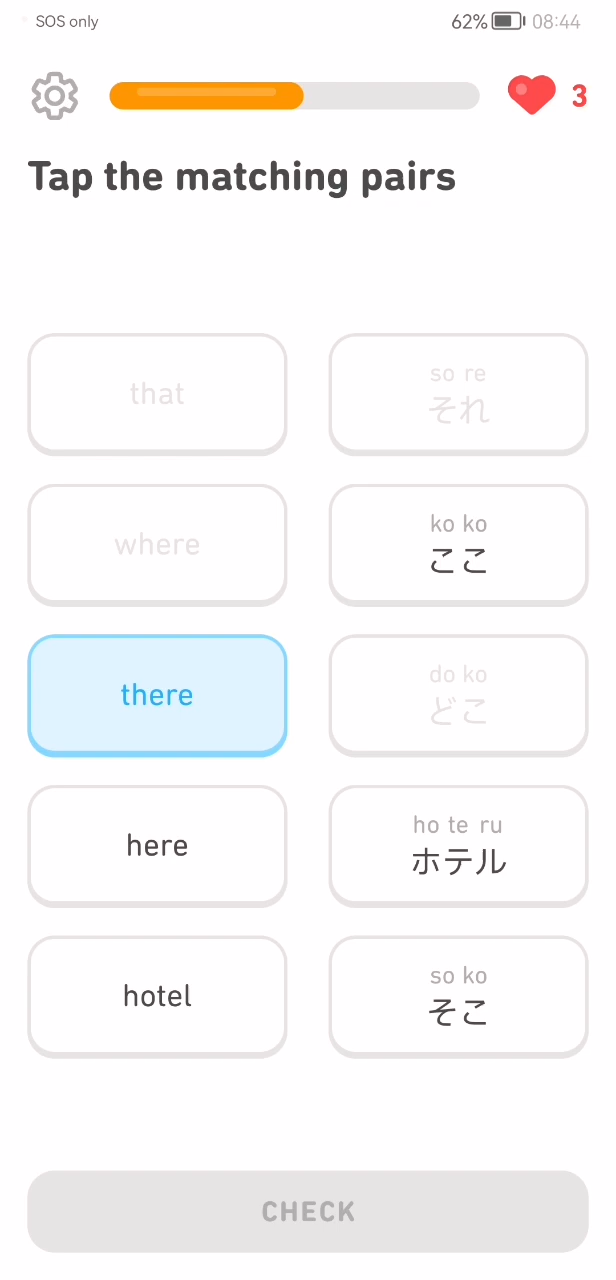 SOS only 62% 08:44
3
Tap the matching pairs
that
so re
それ
where
ko ko
ここ
there
do ko
どこ
here
ho te ru
ホテル
hotel
so ko
そこ
CHECK